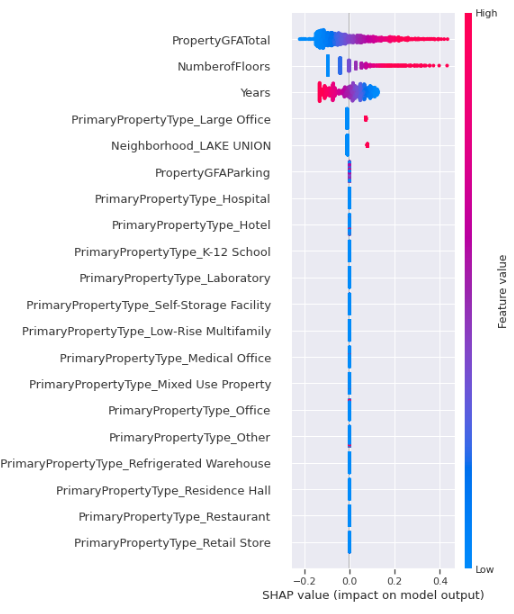 High
PropertyGFATotal
NumberofFloors
Years
PrimaryPropertyType_Large Office
Neighborhood_LAKE UNION
PropertyGFAParking
PrimaryPropertyType_Hospital
PrimaryPropertyType_Hotel
PrimaryPropertyType_K-12 School
PrimaryPropertyType_Laboratory
PrimaryPropertyType_Self-Storage Facility
PrimaryPropertyType_Low-Rise Multifamily
PrimaryPropertyType_Medical Office
PrimaryPropertyType_Mixed Use Property
PrimaryPropertyType_Office
PrimaryPropertyType_Other
PrimaryPropertyType_Refrigerated Warehouse
PrimaryPropertyType_Residence Hall
PrimaryPropertyType_Restaurant
PrimaryPropertyType_Retail Store
Feature value
Low
−0.2 0.0 0.2 0.4
SHAP value (impact on model output)